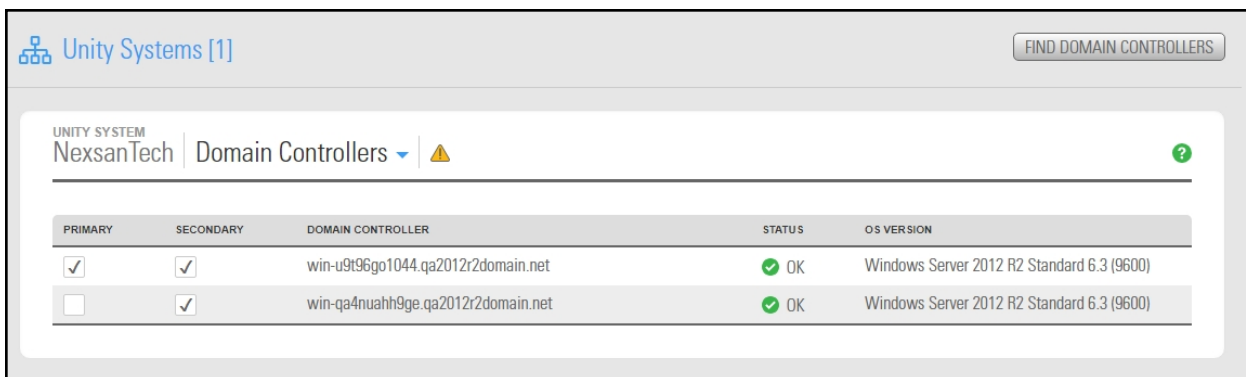 Unity Systems [1]
FIND DOMAIN CONTROLLERS
UNITY SYSTEM
NexsanTech Domain Controllers
PRIMARY SECONDARY DOMAIN CONTROLLER STATUS OS VERSION
win-u9t96go1044.qa2012r2domain.net OK Windows Server 2012 R2 Standard 6.3 (9600)
win-qa4nuahh9ge.qa2012r2domain.net OK Windows Server 2012 R2 Standard 6.3 (9600)